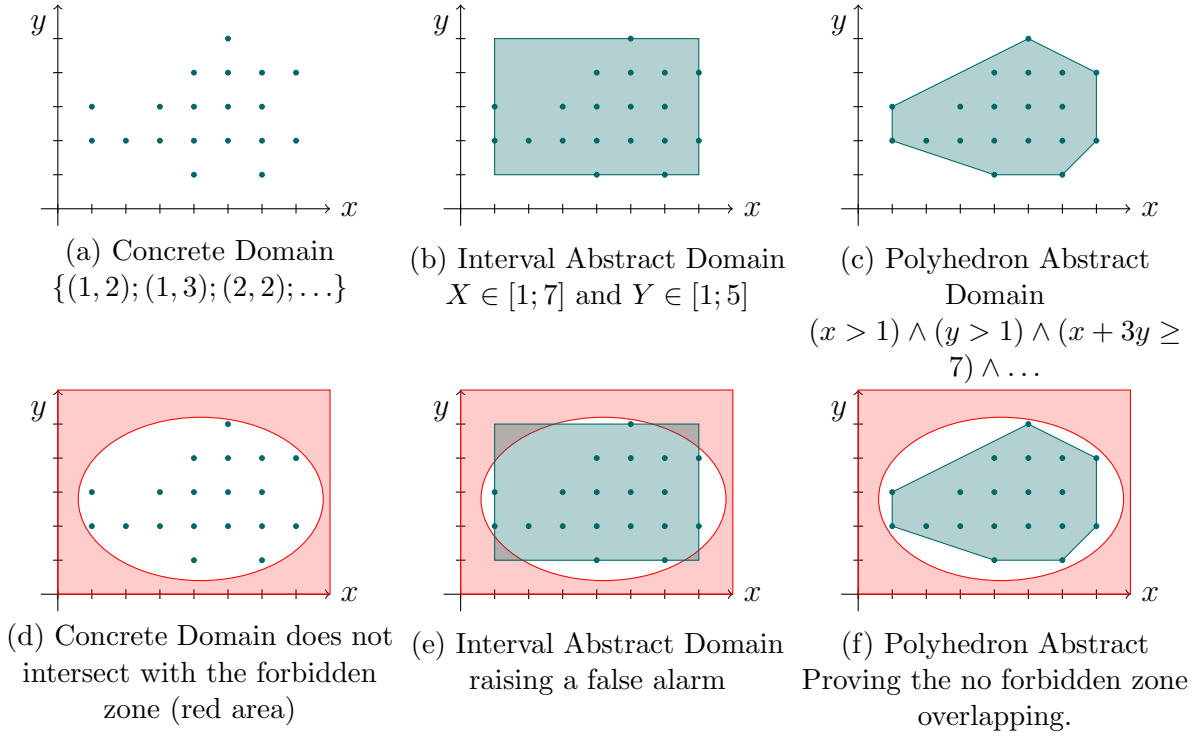 y
x
(a) Concrete Domain
{(1, 2); (1, 3); (2, 2); . . .}
y
x
(b) Interval Abstract Domain
X ∈ [1; 7] and Y ∈ [1; 5]
y
x
(c) Polyhedron Abstract
Domain
(x > 1) ∧ (y > 1) ∧ (x + 3y ≥
7) ∧ . . .
y
x
(d) Concrete Domain does not
intersect with the forbidden
zone (red area)
y
x
(e) Interval Abstract Domain
raising a false alarm
y
x
(f) Polyhedron Abstract
Proving the no forbidden zone
overlapping.